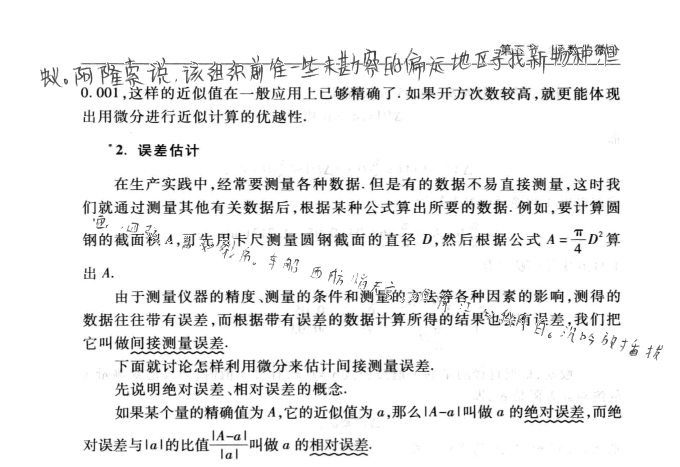 第五节 函数的微分
蚁。阿隆索说,该组织前往一些未勘察的偏远地区寻找新物种,但
0.001,这样的近似值在一般应用上已够精确了.如果开方次数较高,就更能体现
出用微分进行近似计算的优越性.
*2. 误差估计
在生产实践中,经常要测量各种数据.但是有的数据不易直接测量,这时我
们就通过测量其他有关数据后,根据某种公式算出所要的数据.例如,要计算圆
钢的截面积 A,可先用卡尺测量圆钢截面的直径 D,然后根据公式 A=π/4D²算
出 A.
由于测量仪器的精度、测量的条件和测量的方法等各种因素的影响,测得的
数据往往带有误差,而根据带有误差的数据计算所得的结果也会有误差,我们把
它叫做间接测量误差.
下面就讨论怎样利用微分来估计间接测量误差.
先说明绝对误差、相对误差的概念.
如果某个量的精确值为 A,它的近似值为 a,那么|A-a|叫做 a 的绝对误差,而绝
对误差与|a|的比值|A-a|/|a|叫做 a 的相对误差.